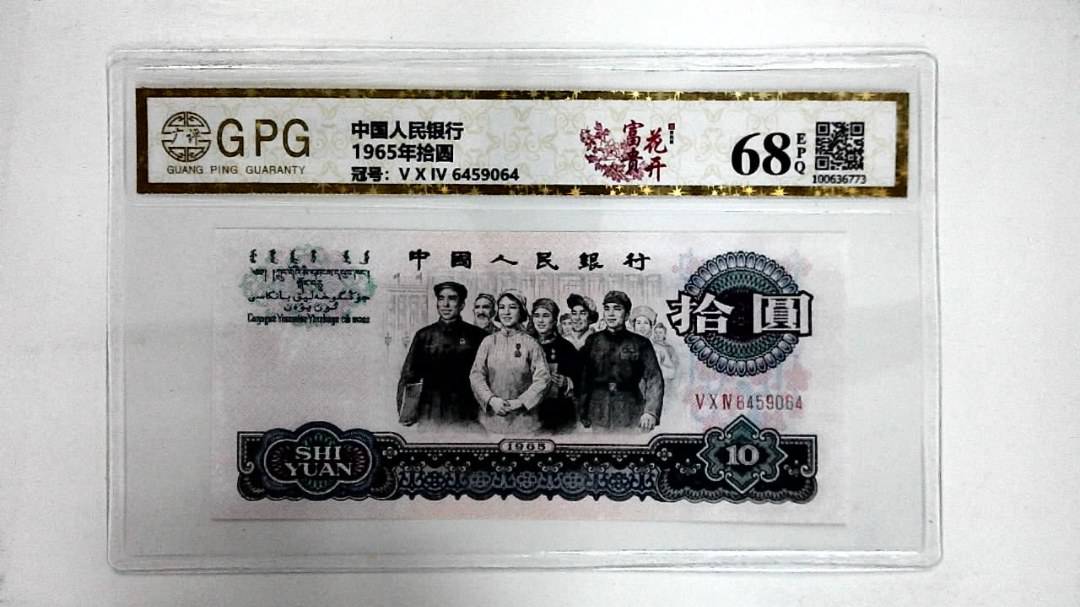 广评
GPG
GUANG PING GUARANTY
中国人民银行
1965年拾圆
冠号：V X IV 6459064
富贵
花开
68
EPQ
100636773
中國人民銀行
拾圓
V X IV 6459064
1965
SHI
YUAN
10